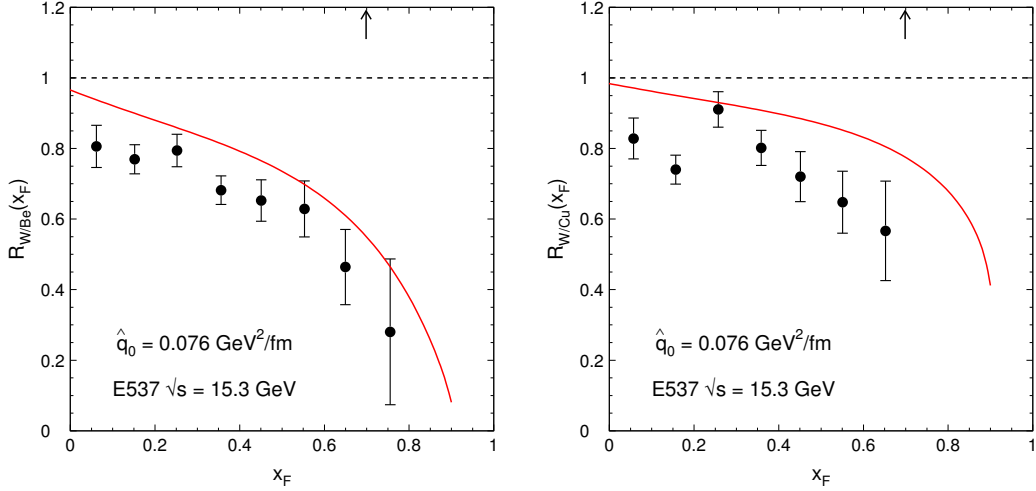 1.2
1
0.8
0.6
0.4
0.2
0
R_{W/Be}(x_F)
q̂₀ = 0.076 GeV²/fm
E537 √s = 15.3 GeV
0 0.2 0.4 0.6 0.8 1
x_F
1.2
1
0.8
0.6
0.4
0.2
0
R_{W/Cu}(x_F)
q̂₀ = 0.076 GeV²/fm
E537 √s = 15.3 GeV
0 0.2 0.4 0.6 0.8 1
x_F